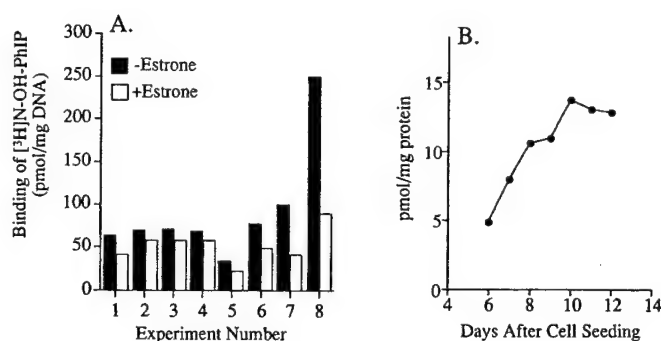 A.
-Estrone
+Estrone
Binding of [³H]N-OH-PhIP
(pmol/mg DNA)
300
250
200
150
100
50
0
1 2 3 4 5 6 7 8
Experiment Number
B.
pmol/mg protein
15
10
5
0
4 6 8 10 12 14
Days After Cell Seeding